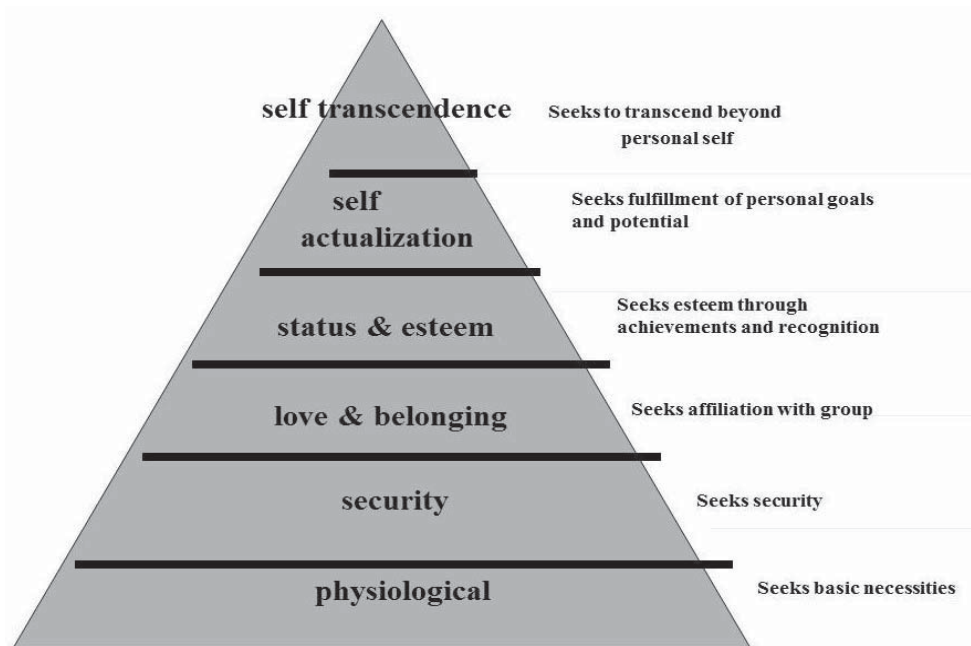 self transcendence
Seeks to transcend beyond
personal self
self
actualization
Seeks fulfillment of personal goals
and potential
status & esteem
Seeks esteem through
achievements and recognition
love & belonging
Seeks affiliation with group
security
Seeks security
physiological
Seeks basic necessities